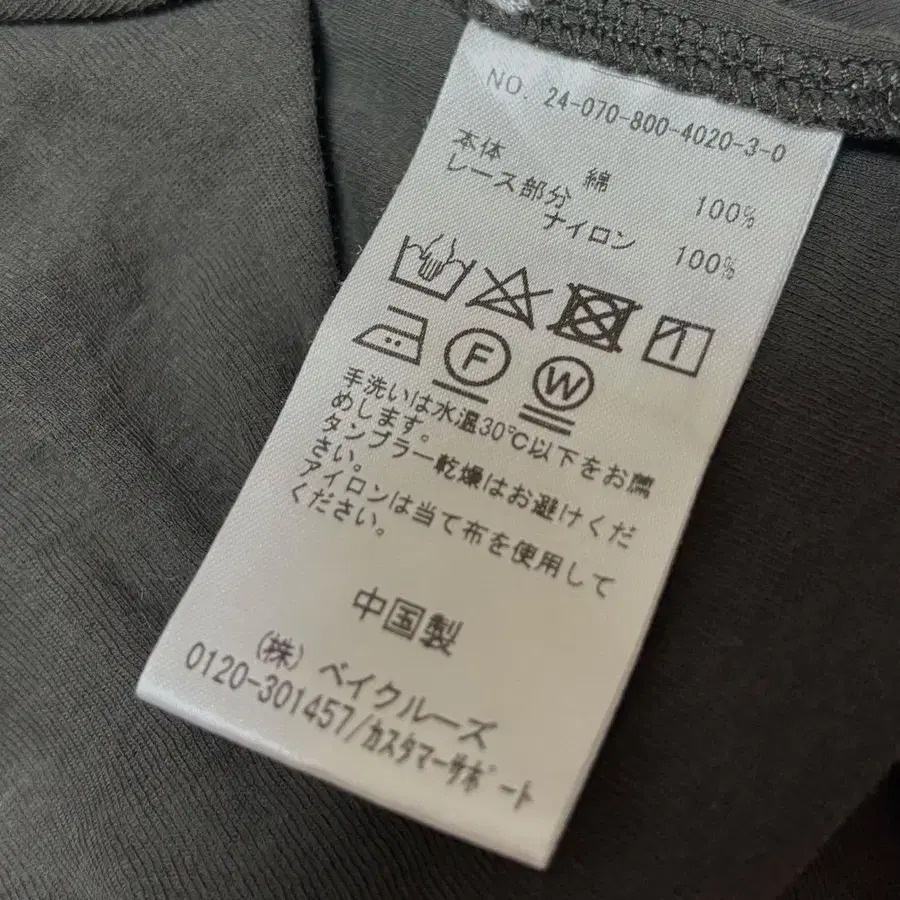 NO. 24-070-800-4020-3-0
本体
綿 100%
レース部分
ナイロン 100%
F W
手洗いは水温30℃以下をお薦
めします。
タンブラー乾燥はお避けくだ
さい。
アイロンは当て布を使用して
ください。
中国製
(株) ベイクルーズ
0120-301457/カスタマーサポート